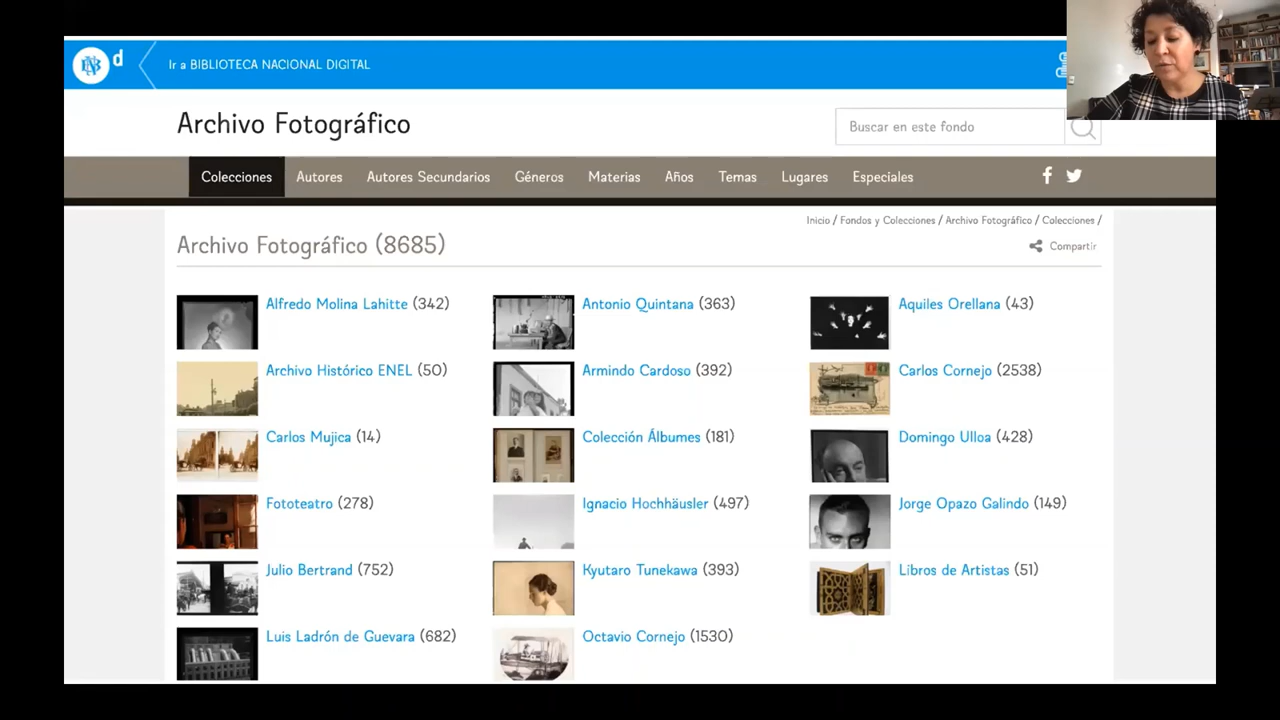 BN d
Ir a BIBLIOTECA NACIONAL DIGITAL
Archivo Fotográfico
Buscar en este fondo
Colecciones Autores Autores Secundarios Géneros Materias Años Temas Lugares Especiales
Inicio / Fondos y Colecciones / Archivo Fotográfico / Colecciones /
Archivo Fotográfico (8685)
Compartir
Alfredo Molina Lahitte (342) Antonio Quintana (363) Aquiles Orellana (43)
Archivo Histórico ENEL (50) Armindo Cardoso (392) Carlos Cornejo (2538)
Carlos Mujica (14) Colección Álbumes (181) Domingo Ulloa (428)
Fototeatro (278) Ignacio Hochhäusler (497) Jorge Opazo Galindo (149)
Julio Bertrand (752) Kyutaro Tunekawa (393) Libros de Artistas (51)
Luis Ladrón de Guevara (682) Octavio Cornejo (1530)